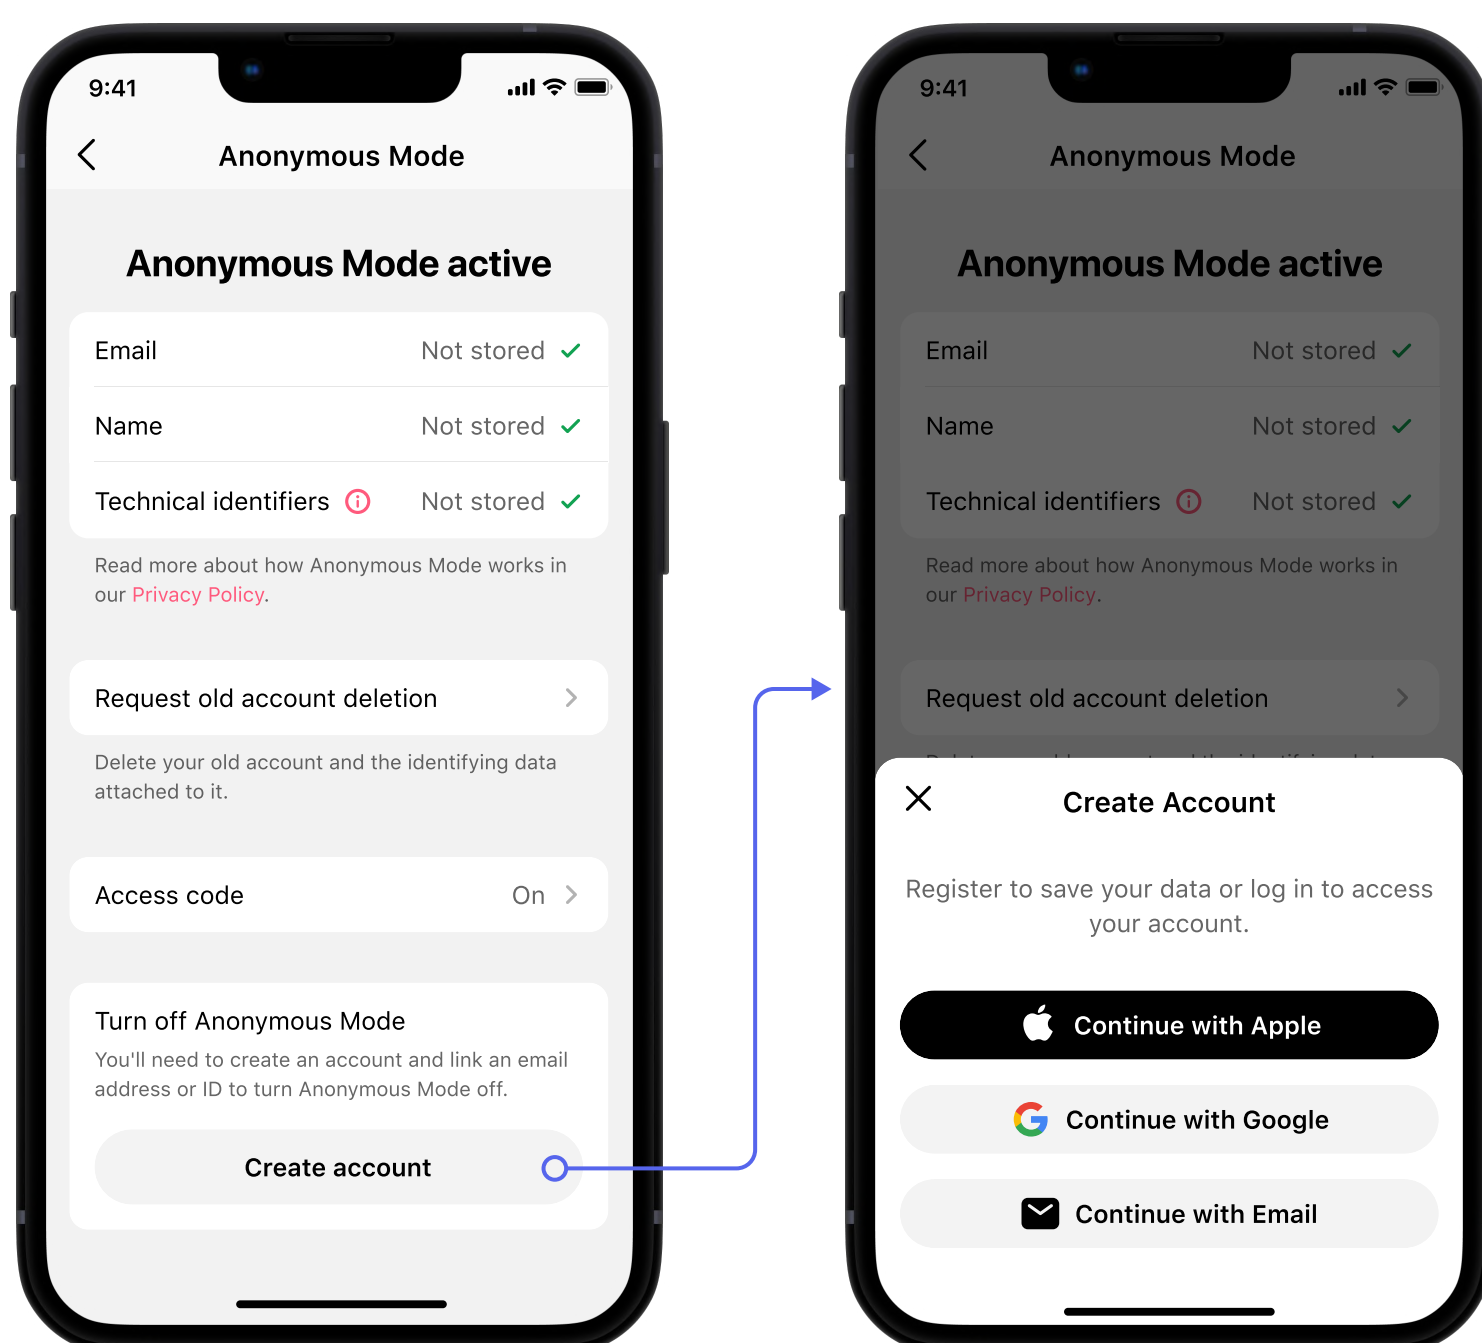 9:41
Anonymous Mode
Anonymous Mode active
Email Not stored
Name Not stored
Technical identifiers Not stored
Read more about how Anonymous Mode works in
our Privacy Policy.
Request old account deletion
Delete your old account and the identifying data
attached to it.
Access code On
Turn off Anonymous Mode
You'll need to create an account and link an email
address or ID to turn Anonymous Mode off.
Create account
9:41
Anonymous Mode
Anonymous Mode active
Email Not stored
Name Not stored
Technical identifiers Not stored
Read more about how Anonymous Mode works in
our Privacy Policy.
Request old account deletion
Create Account
Register to save your data or log in to access
your account.
Continue with Apple
Continue with Google
Continue with Email